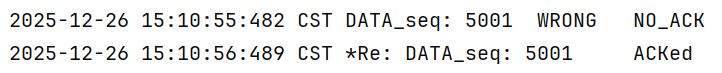 2025-12-26 15:10:55:482 CST DATA_seq: 5001  WRONG   NO_ACK
2025-12-26 15:10:56:489 CST *Re: DATA_seq: 5001     ACKed